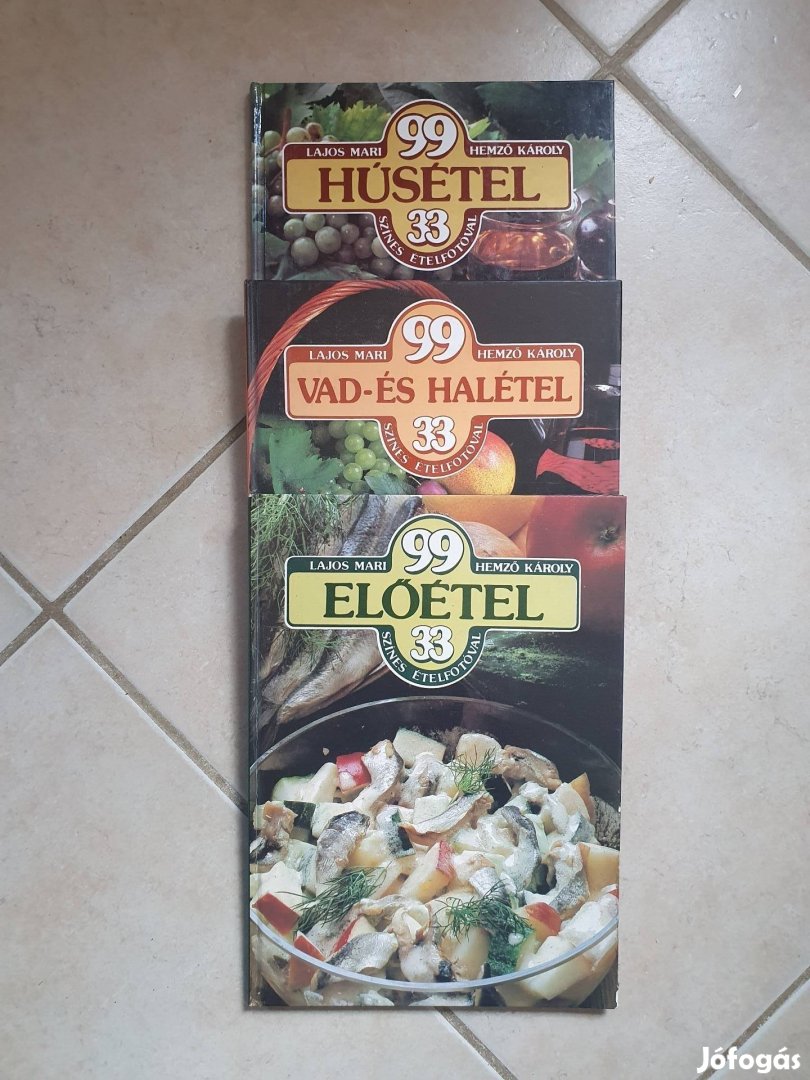 99
LAJOS MARI HEMZŐ KÁROLY
HÚSÉTEL
33
SZÍNES ÉTELFOTÓVAL
99
LAJOS MARI HEMZŐ KÁROLY
VAD-ÉS HALÉTEL
33
SZÍNES ÉTELFOTÓVAL
99
LAJOS MARI HEMZŐ KÁROLY
ELŐÉTEL
33
SZÍNES ÉTELFOTÓVAL
Jófogás